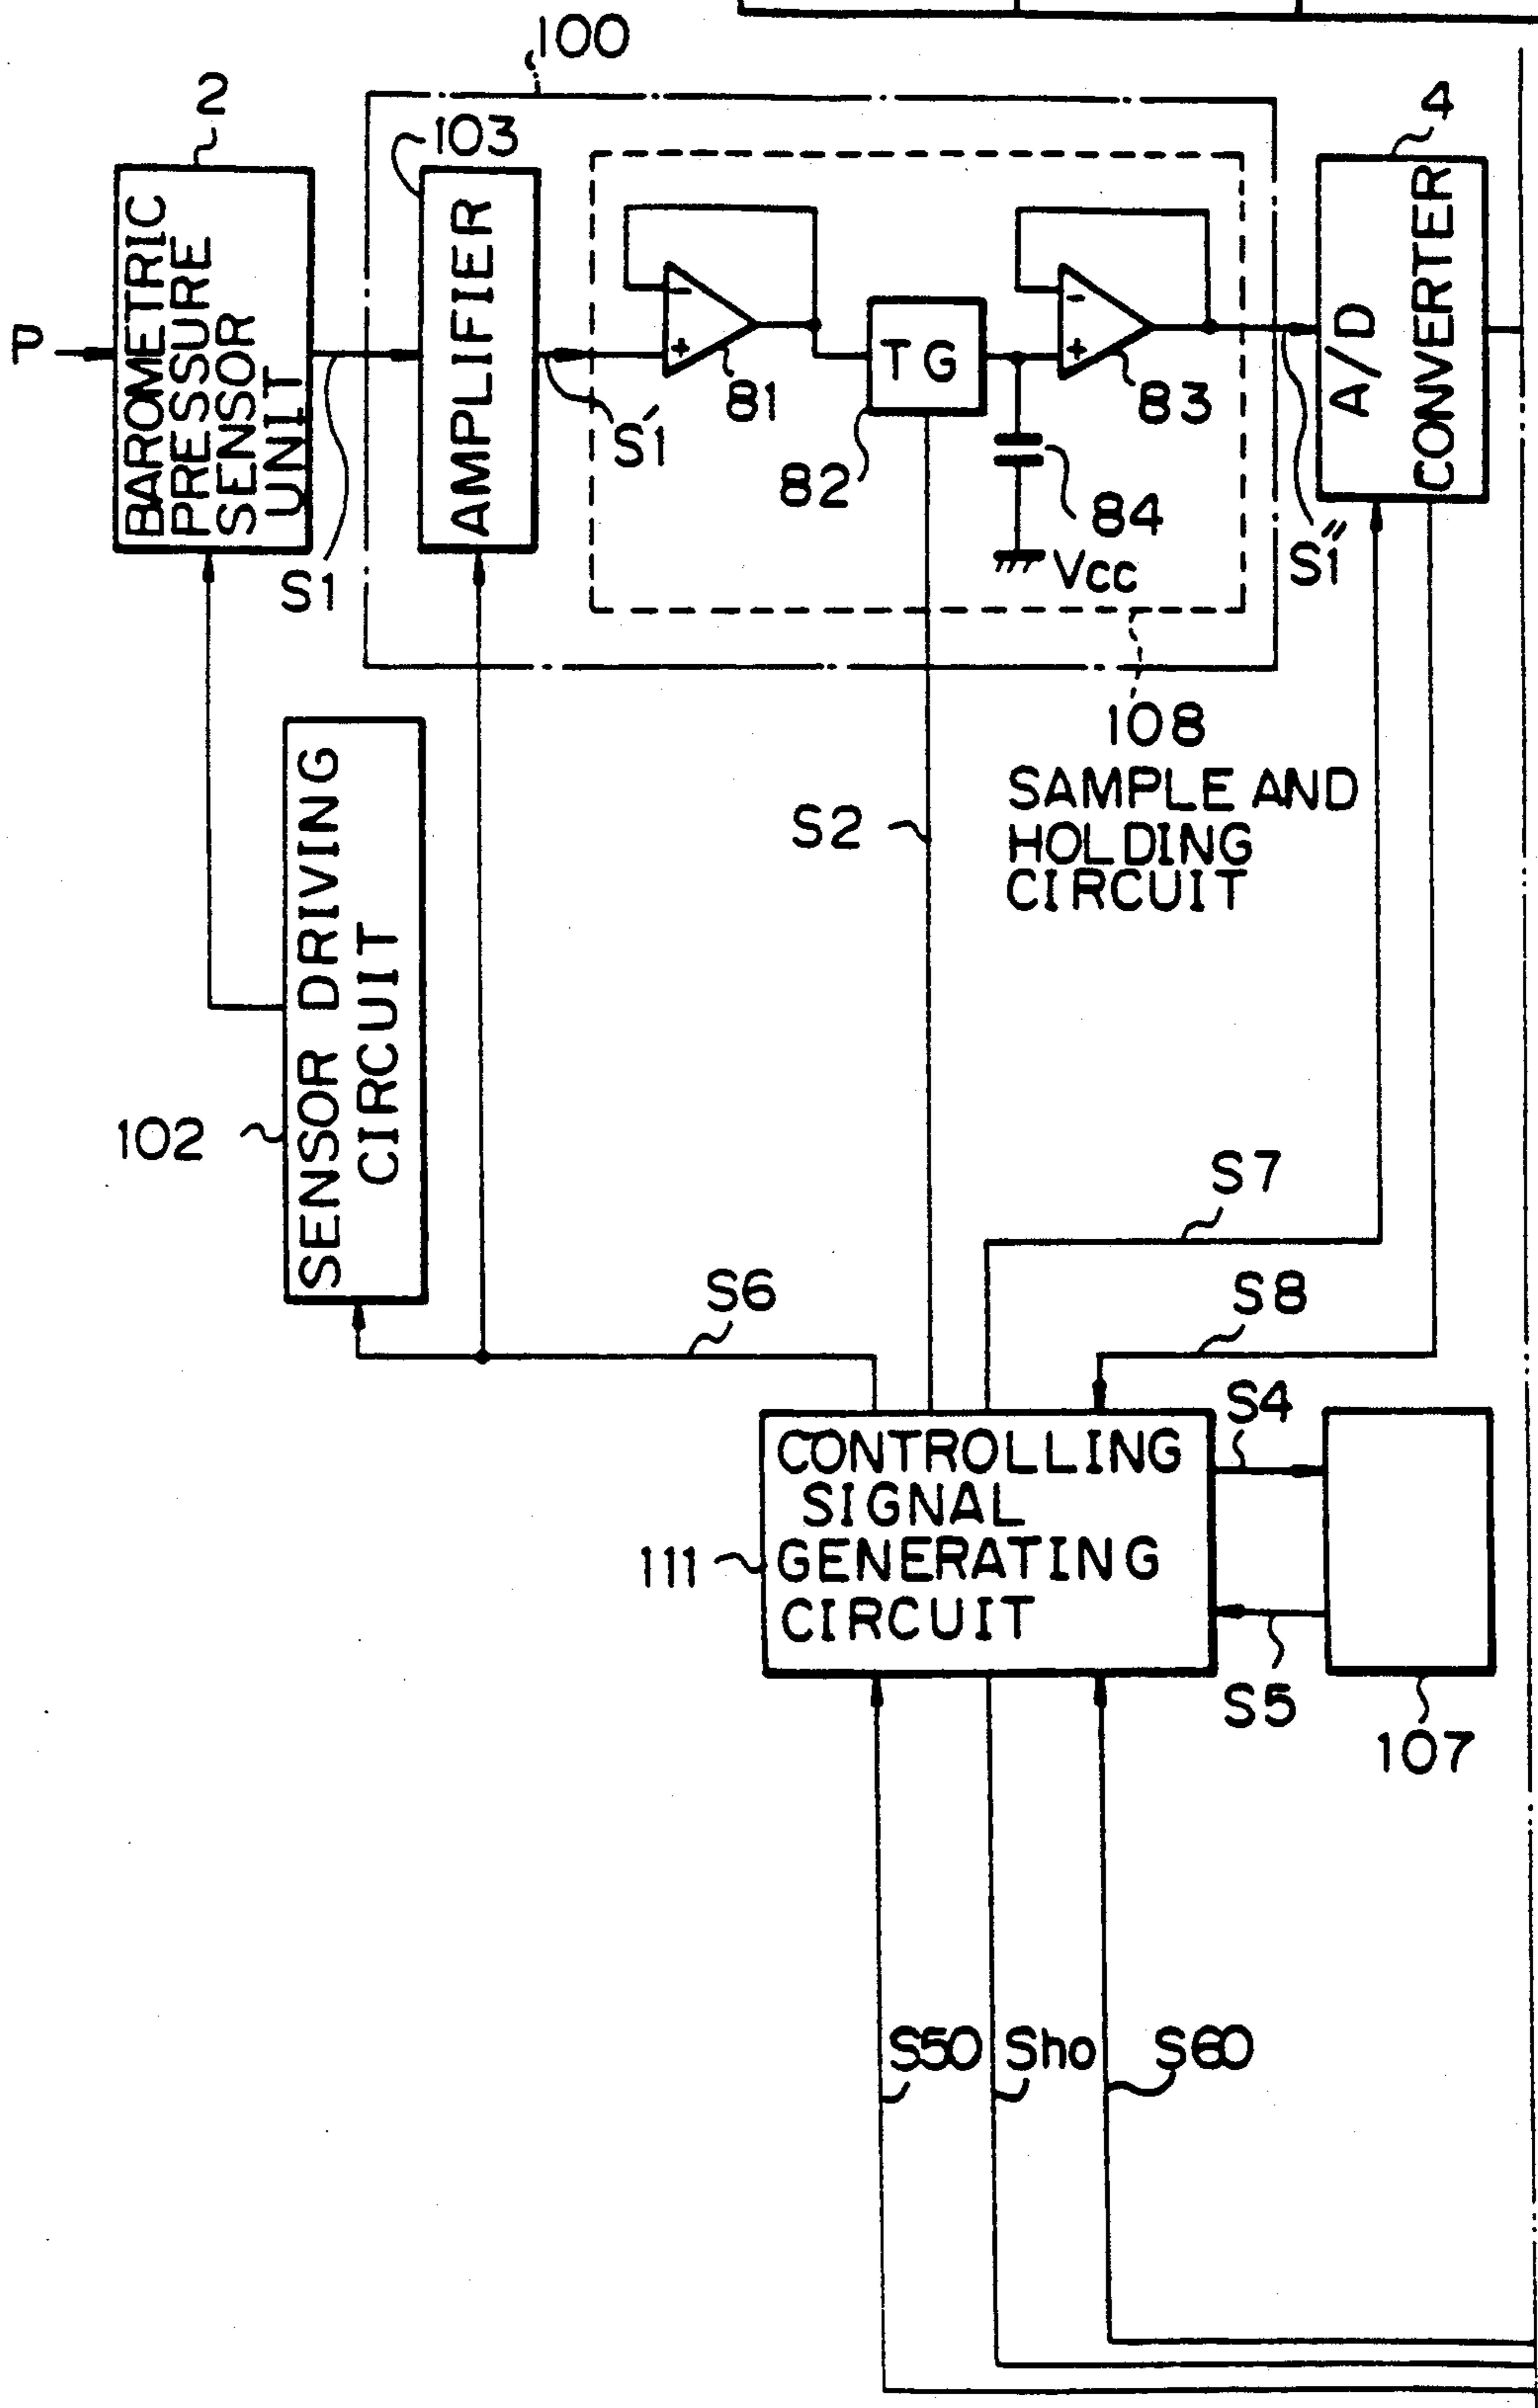 100
2
103
4
BAROMETRIC
PRESSURE
SENSOR
UNIT
AMPLIFIER
A/D
CONVERTER
P
-
+
81
TG
-
+
83
S1
S1'
82
84
Vcc
S1"
108
SAMPLE AND
HOLDING
CIRCUIT
S2
SENSOR DRIVING
CIRCUIT
102
S7
S6
S8
S4
CONTROLLING
SIGNAL
GENERATING
CIRCUIT
111
S5
107
S50
Sho
S60